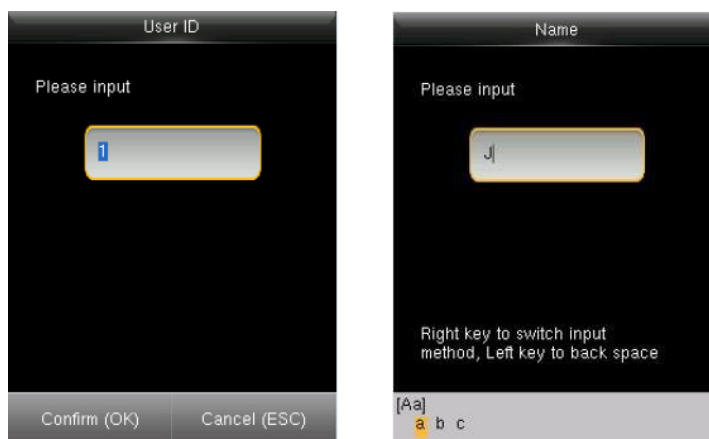 User ID
Please input
1
Confirm (OK) Cancel (ESC)
Name
Please input
J
Right key to switch input
method, Left key to back space
[Aa]
a b c